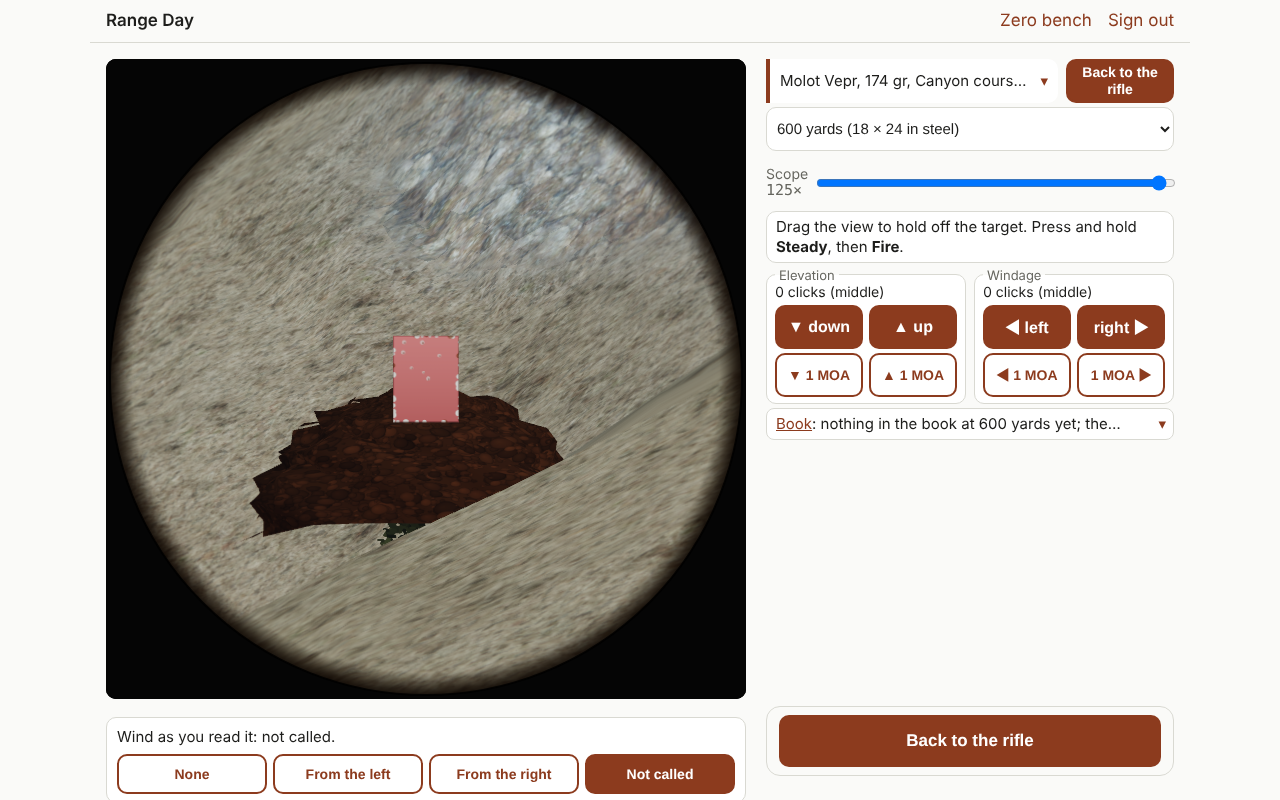 Range Day
Zero bench
Sign out
Molot Vepr, 174 gr, Canyon cours... ▾
Back to the
rifle
600 yards (18 × 24 in steel)
Scope
125×
Drag the view to hold off the target. Press and hold
Steady, then Fire.
Elevation
0 clicks (middle)
▼ down
▲ up
▼ 1 MOA
▲ 1 MOA
Windage
0 clicks (middle)
◀ left
right ▶
◀ 1 MOA
1 MOA ▶
Book: nothing in the book at 600 yards yet; the... ▾
Wind as you read it: not called.
None
From the left
From the right
Not called
Back to the rifle